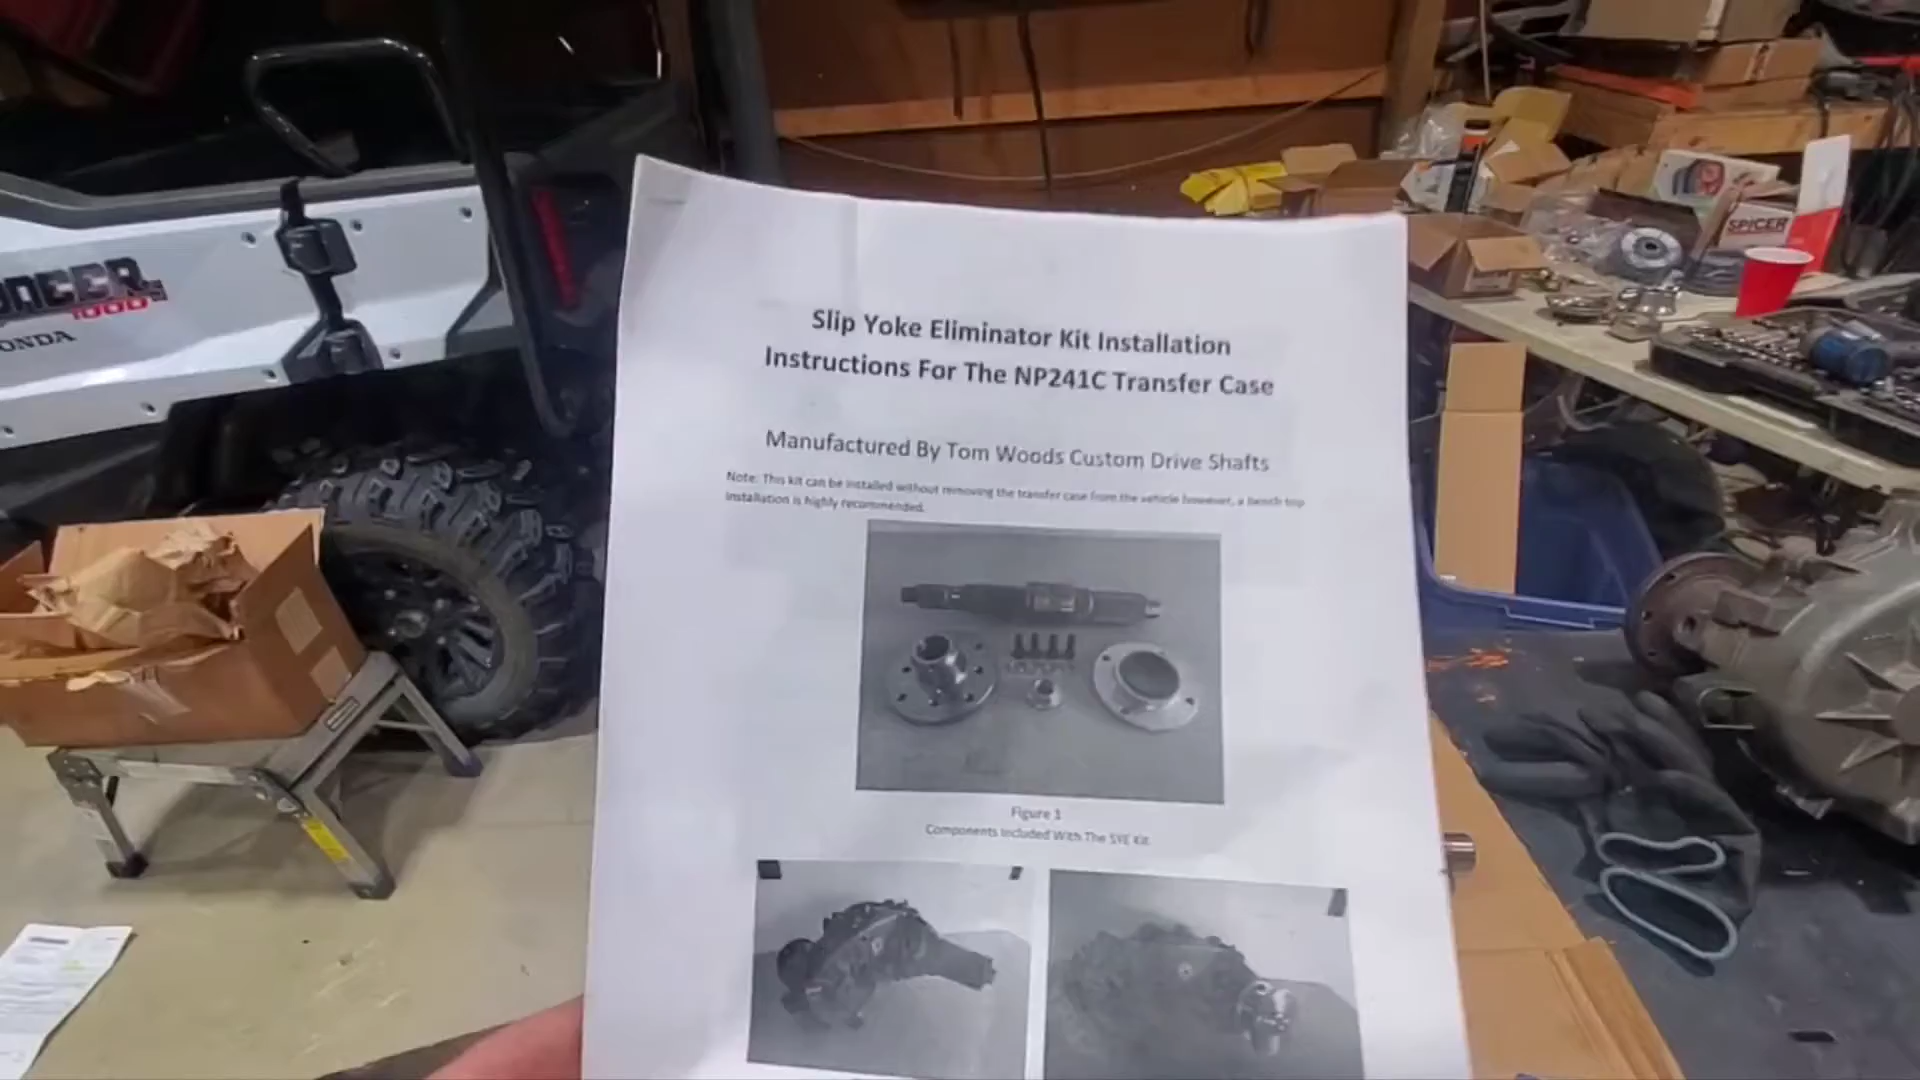 Slip Yoke Eliminator Kit Installation
Instructions For The NP241C Transfer Case
Manufactured By Tom Woods Custom Drive Shafts
Note: This kit can be installed without removing the transfer case from the vehicle however, a bench top
installation is highly recommended.
Figure 1
Components Included With The SYE Kit
1000
SPICER